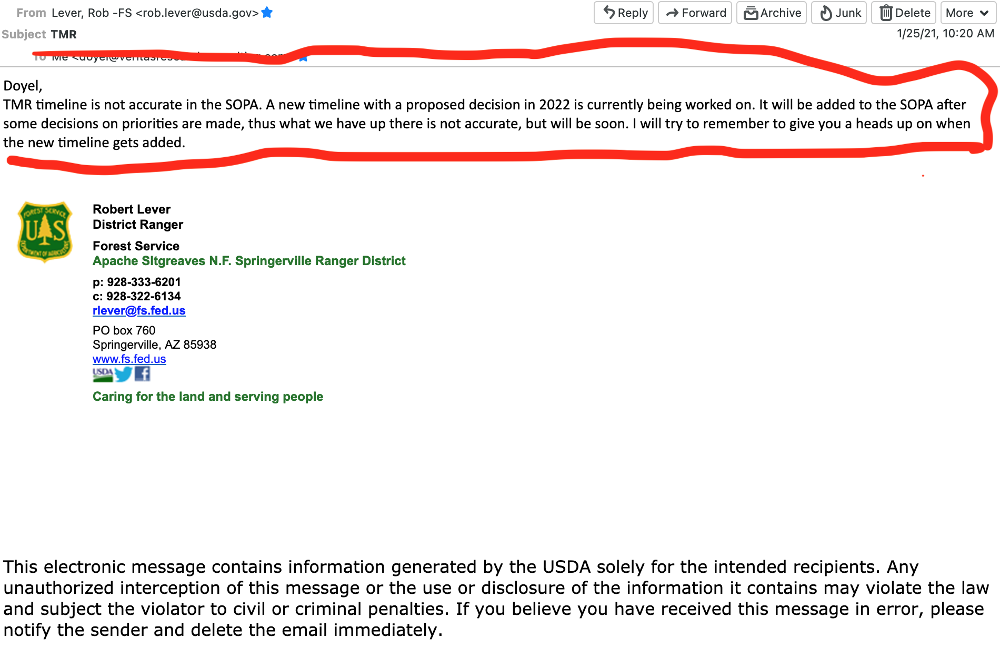 From Lever, Rob -FS <rob.lever@usda.gov>
Reply Forward Archive Junk Delete More
Subject TMR
1/25/21, 10:20 AM
To Me
Doyel,
TMR timeline is not accurate in the SOPA. A new timeline with a proposed decision in 2022 is currently being worked on. It will be added to the SOPA after
some decisions on priorities are made, thus what we have up there is not accurate, but will be soon. I will try to remember to give you a heads up on when
the new timeline gets added.
FOREST SERVICE
UAS
DEPARTMENT OF AGRICULTURE
Robert Lever
District Ranger
Forest Service
Apache SItgreaves N.F. Springerville Ranger District
p: 928-333-6201
c: 928-322-6134
rlever@fs.fed.us
PO box 760
Springerville, AZ 85938
www.fs.fed.us
USDA
Caring for the land and serving people
This electronic message contains information generated by the USDA solely for the intended recipients. Any
unauthorized interception of this message or the use or disclosure of the information it contains may violate the law
and subject the violator to civil or criminal penalties. If you believe you have received this message in error, please
notify the sender and delete the email immediately.